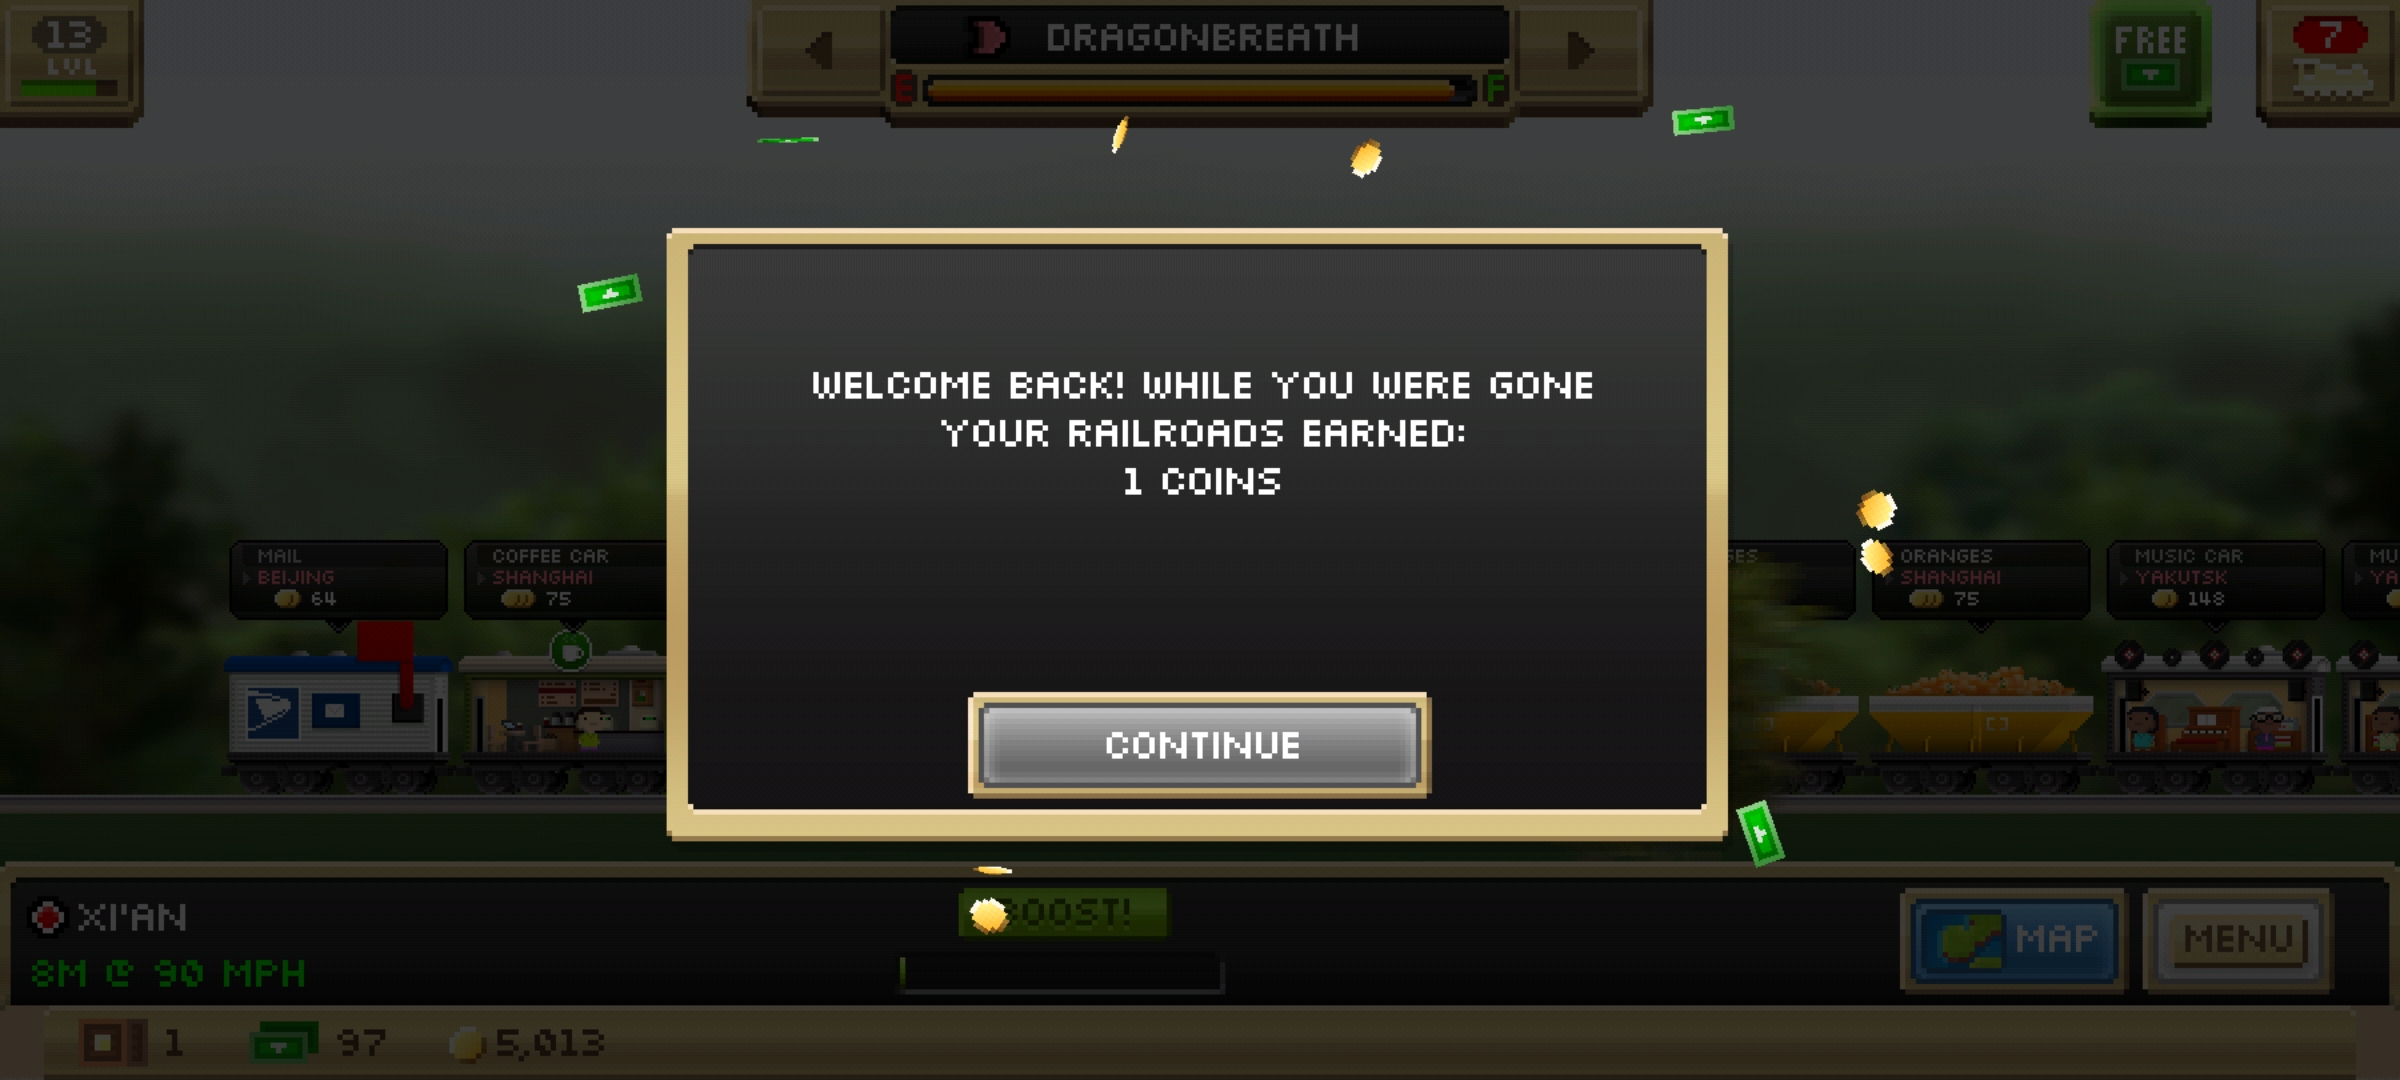 13
LVL
DRAGONBREATH
E
F
FREE
7
WELCOME BACK! WHILE YOU WERE GONE
YOUR RAILROADS EARNED:
1 COINS
CONTINUE
MAIL
BEIJING
64
COFFEE CAR
SHANGHAI
75
ORANGES
SHANGHAI
75
MUSIC CAR
YAKUTSK
148
XI'AN
8M @ 90 MPH
BOOST!
MAP
MENU
1
97
5,013